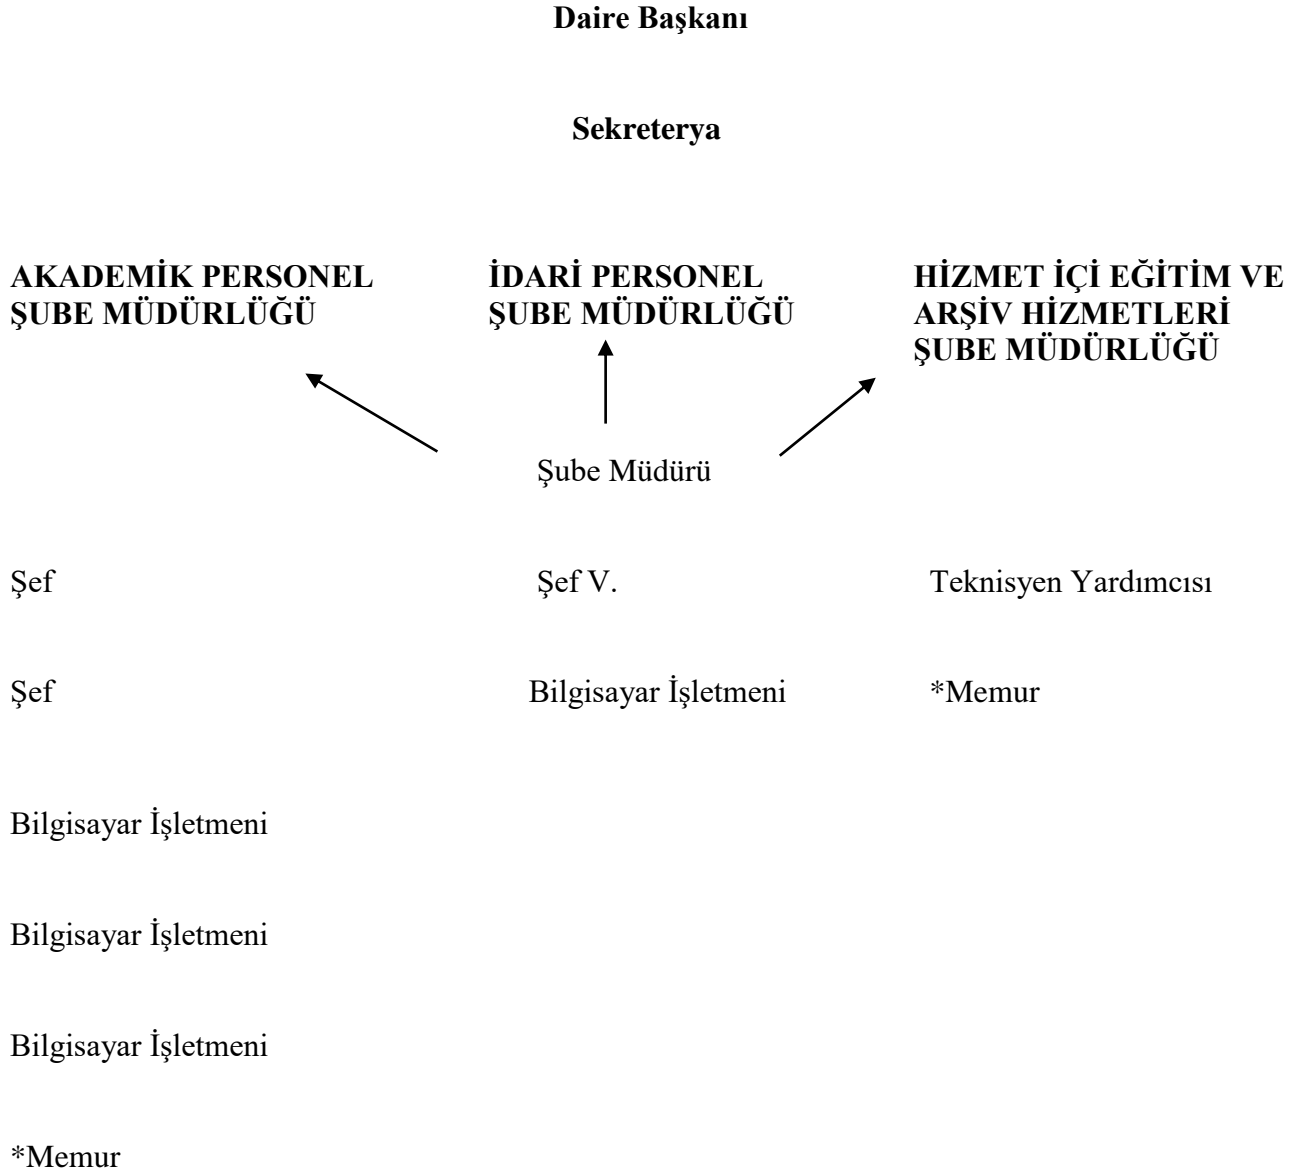 Daire Başkanı
Sekreterya
AKADEMİK PERSONEL
ŞUBE MÜDÜRLÜĞÜ
İDARİ PERSONEL
ŞUBE MÜDÜRLÜĞÜ
HİZMET İÇİ EĞİTİM VE
ARŞİV HİZMETLERİ
ŞUBE MÜDÜRLÜĞÜ
Şube Müdürü
Şef
Şef V.
Teknisyen Yardımcısı
Şef
Bilgisayar İşletmeni
*Memur
Bilgisayar İşletmeni
Bilgisayar İşletmeni
Bilgisayar İşletmeni
*Memur